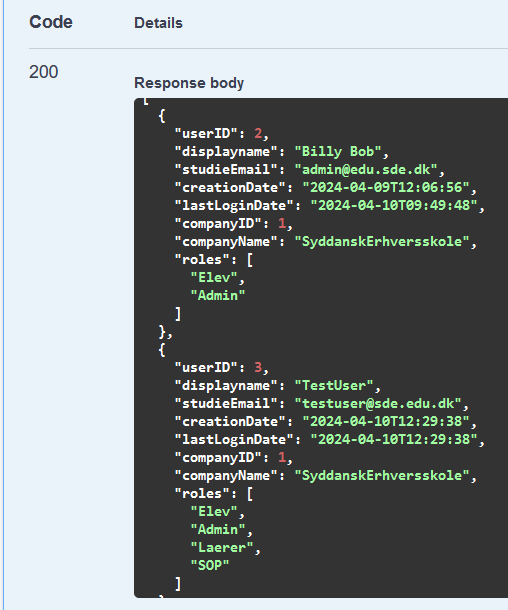 Code Details
200
Response body
[
{
"userID": 2,
"displayname": "Billy Bob",
"studieEmail": "admin@edu.sde.dk",
"creationDate": "2024-04-09T12:06:56",
"lastLoginDate": "2024-04-10T09:49:48",
"companyID": 1,
"companyName": "SyddanskErhversskole",
"roles": [
"Elev",
"Admin"
]
},
{
"userID": 3,
"displayname": "TestUser",
"studieEmail": "testuser@sde.edu.dk",
"creationDate": "2024-04-10T12:29:38",
"lastLoginDate": "2024-04-10T12:29:38",
"companyID": 1,
"companyName": "SyddanskErhversskole",
"roles": [
"Elev",
"Admin",
"Laerer",
"SOP"
]